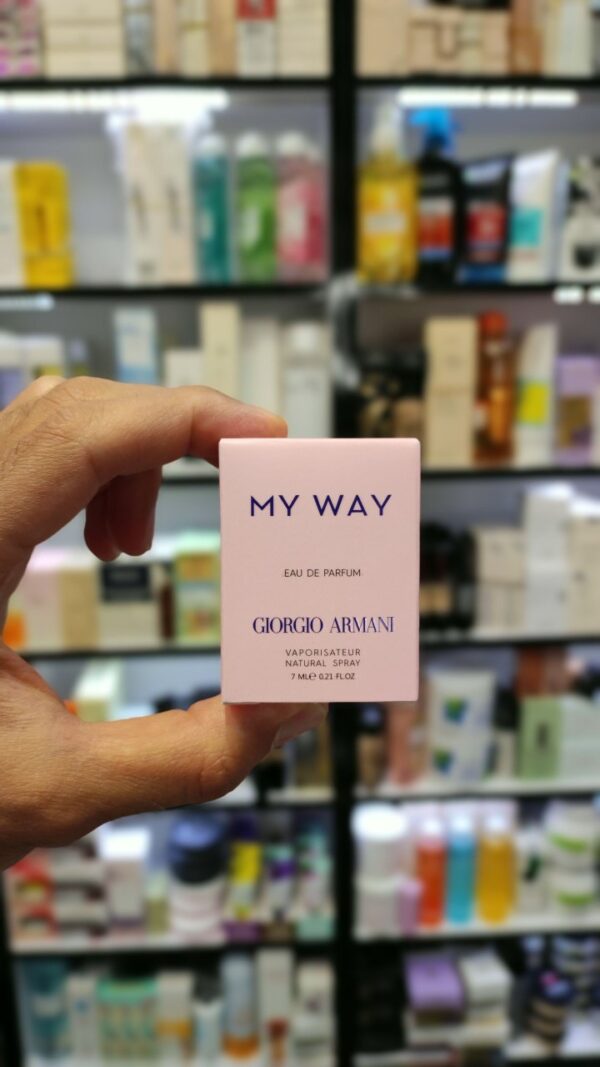 MY WAY
EAU DE PARFUM
GIORGIO ARMANI
VAPORISATEUR
NATURAL SPRAY
7 ML℮ 0.21 FL.OZ